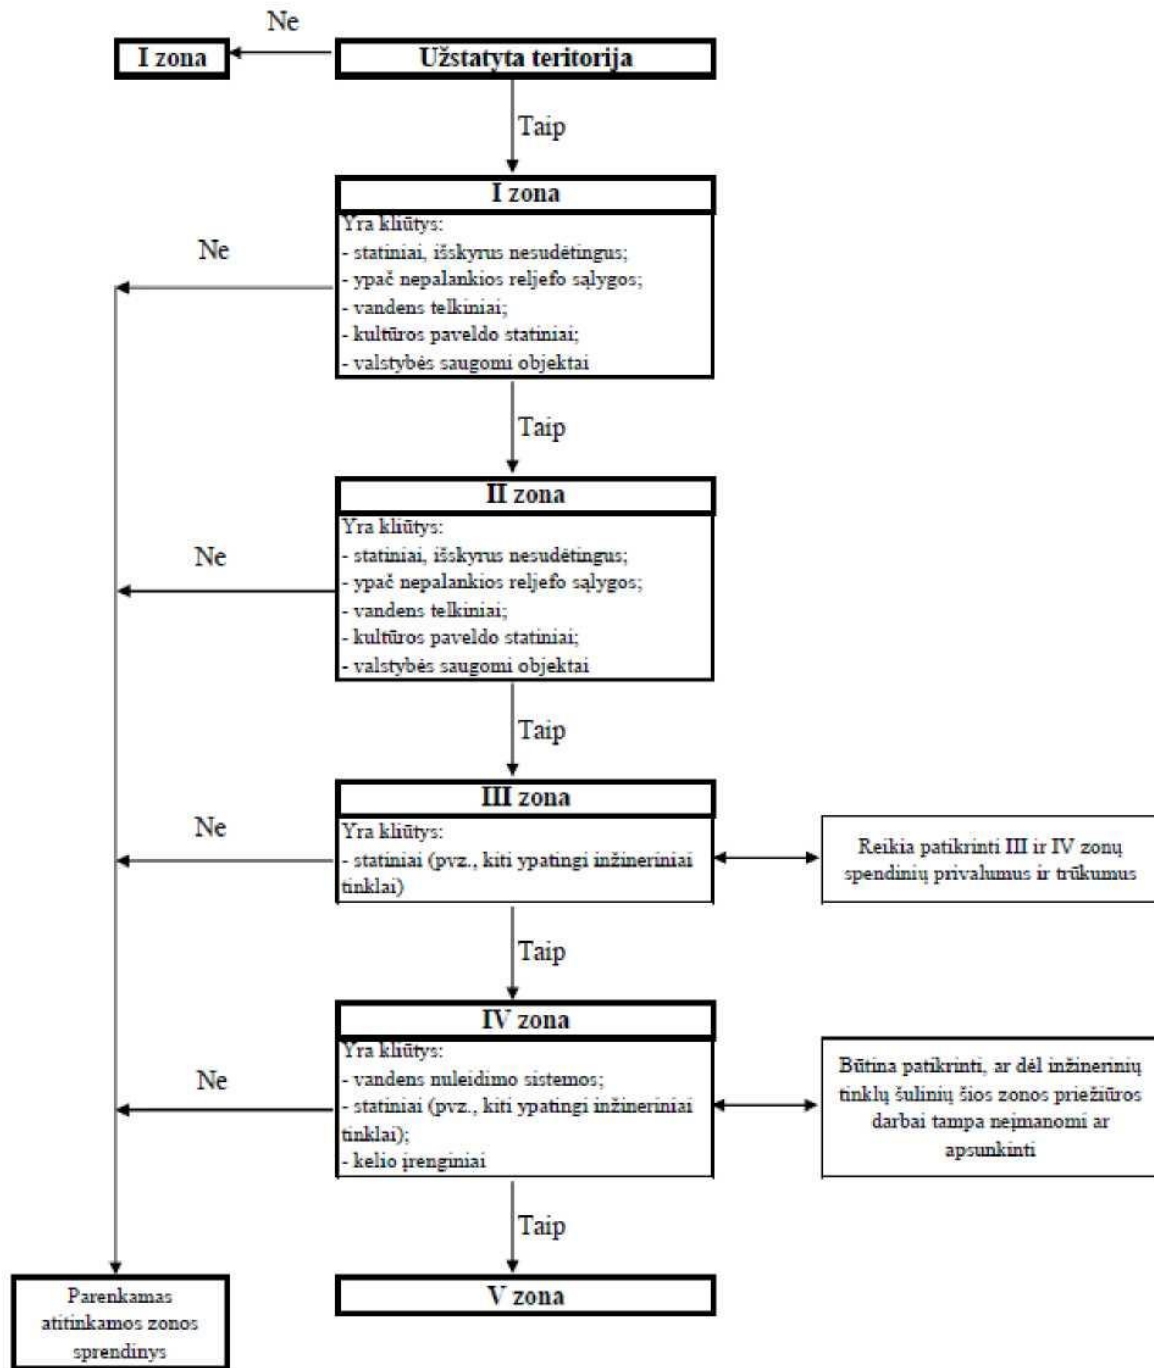 Ne
I zona
Užstatyta teritorija
Taip
I zona
Yra kliūtys:
- statiniai, išskyrus nesudėtingus;
- ypač nepalankios reljefo sąlygos;
- vandens telkiniai;
- kultūros paveldo statiniai;
- valstybės saugomi objektai
Ne
Taip
II zona
Yra kliūtys:
- statiniai, išskyrus nesudėtingus;
- ypač nepalankios reljefo sąlygos;
- vandens telkiniai;
- kultūros paveldo statiniai;
- valstybės saugomi objektai
Ne
Taip
III zona
Yra kliūtys:
- statiniai (pvz., kiti ypatingi inžineriniai
tinklai)
Ne
Reikia patikrinti III ir IV zonų
spendinių privalumus ir trūkumus
Taip
IV zona
Yra kliūtys:
- vandens nuleidimo sistemos;
- statiniai (pvz., kiti ypatingi inžineriniai
tinklai);
- kelio įrenginiai
Ne
Būtina patikrinti, ar dėl inžinerinių
tinklų šulinių šios zonos priežiūros
darbai tampa neįmanomi ar
apsunkinti
Taip
V zona
Parenkamas
atitinkamos zonos
sprendinys